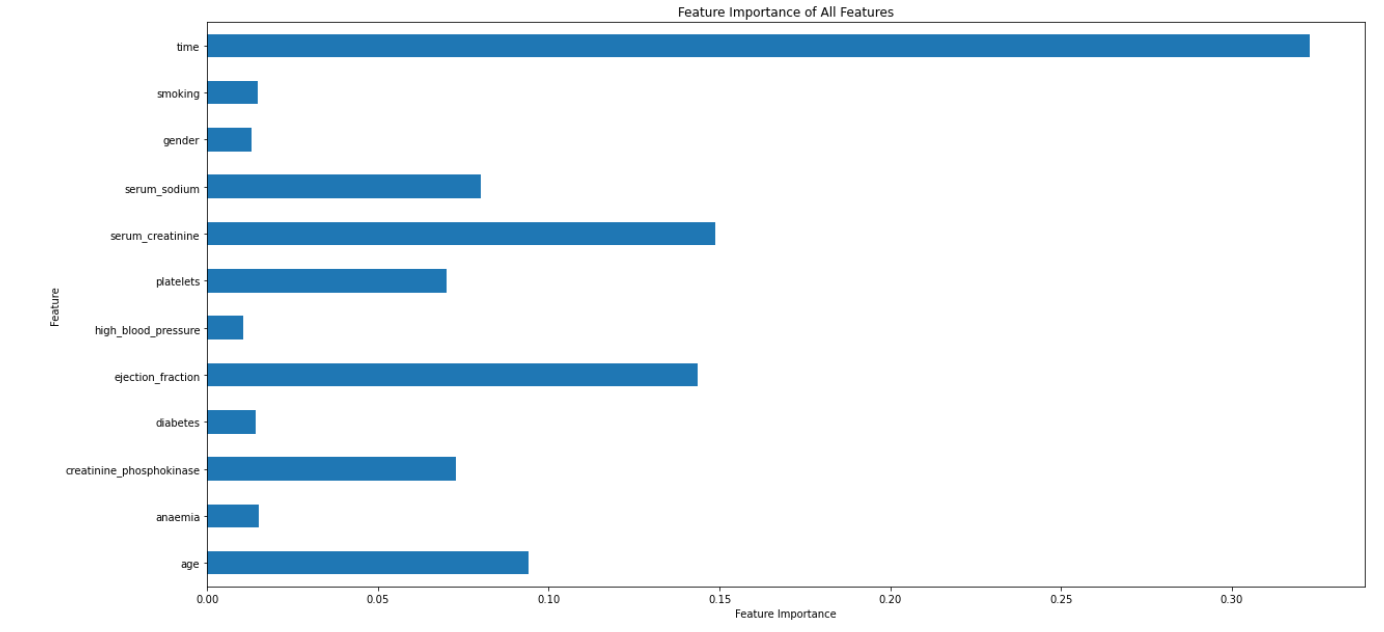 Feature Importance of All Features
time
smoking
gender
serum_sodium
serum_creatinine
platelets
high_blood_pressure
ejection_fraction
diabetes
creatinine_phosphokinase
anaemia
age
Feature
0.00 0.05 0.10 0.15 0.20 0.25 0.30
Feature Importance